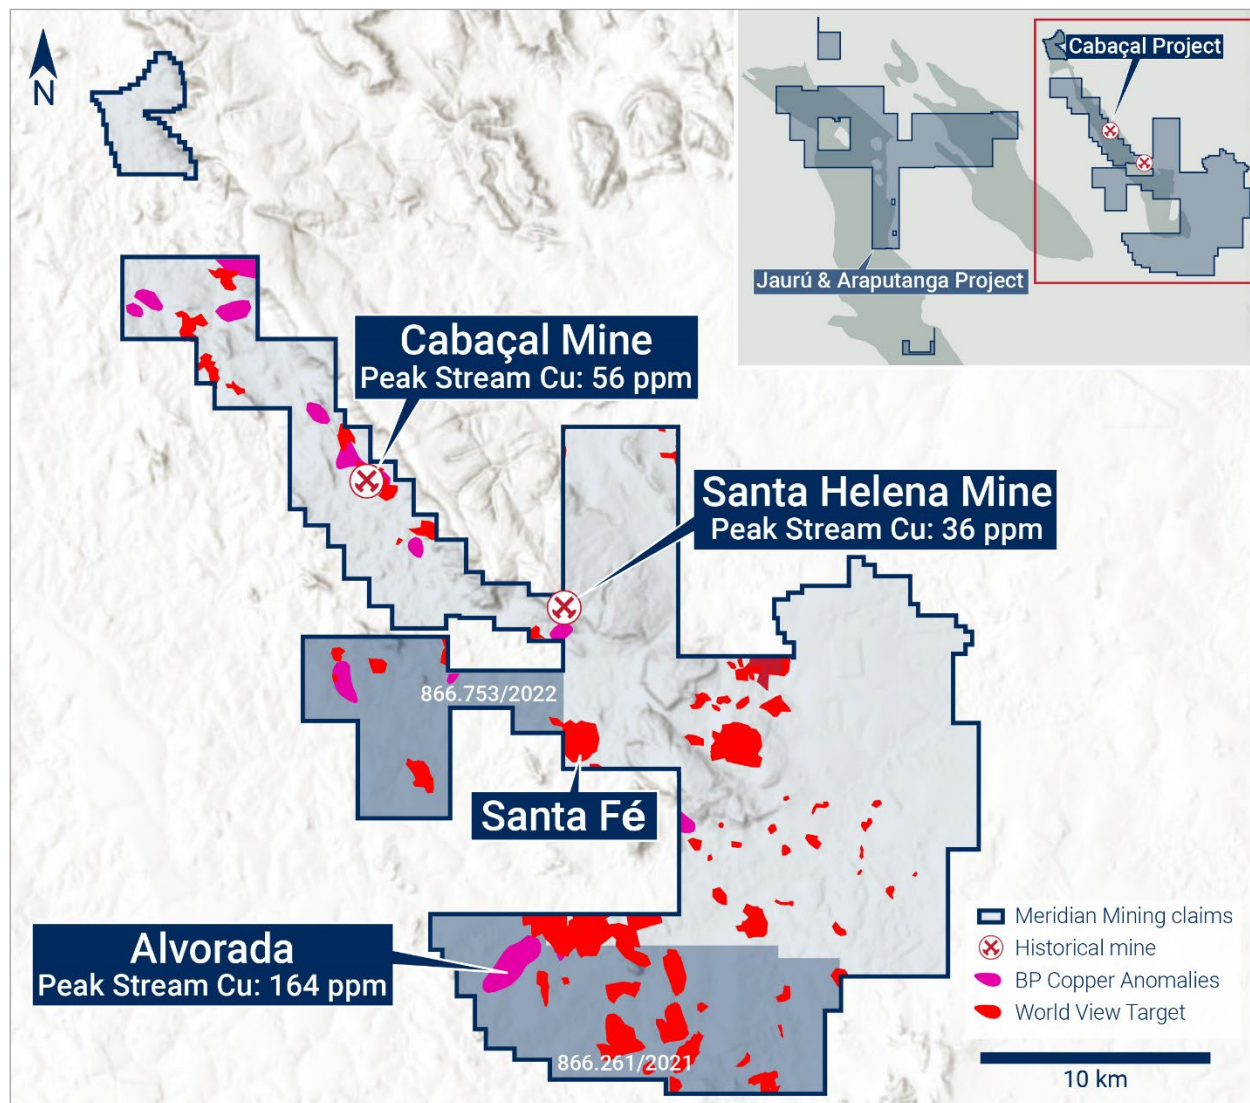 N
Cabaçal Project
Jaurú & Araputanga Project
Cabaçal Mine
Peak Stream Cu: 56 ppm
Santa Helena Mine
Peak Stream Cu: 36 ppm
866.753/2022
Santa Fé
Alvorada
Peak Stream Cu: 164 ppm
866.261/2021
Meridian Mining claims
Historical mine
BP Copper Anomalies
World View Target
10 km